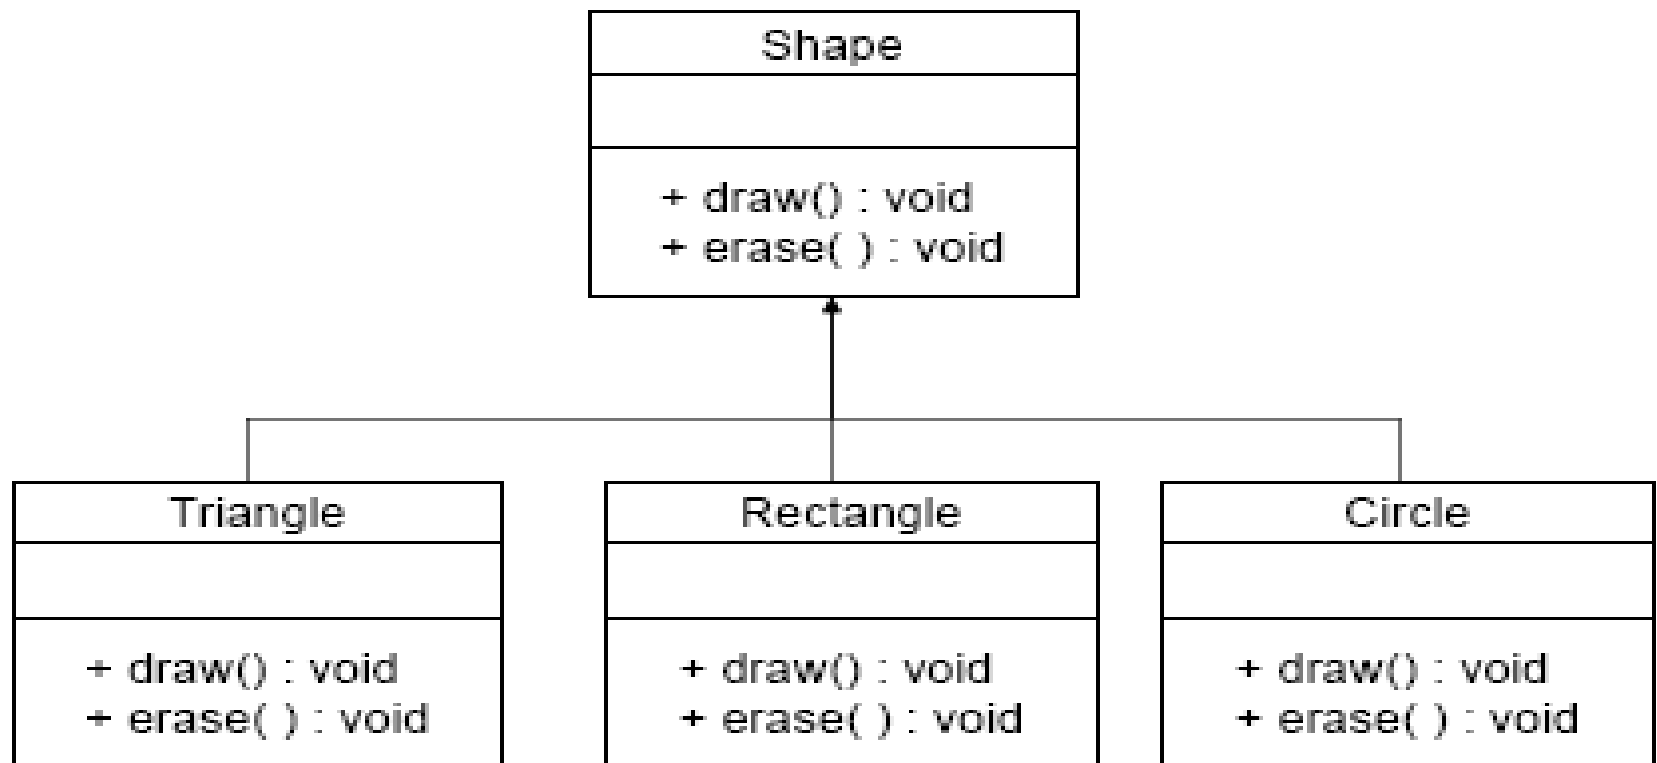 Shape
+ draw() : void
+ erase( ) : void
Triangle
+ draw() : void
+ erase( ) : void
Rectangle
+ draw() : void
+ erase( ) : void
Circle
+ draw() : void
+ erase( ) : void